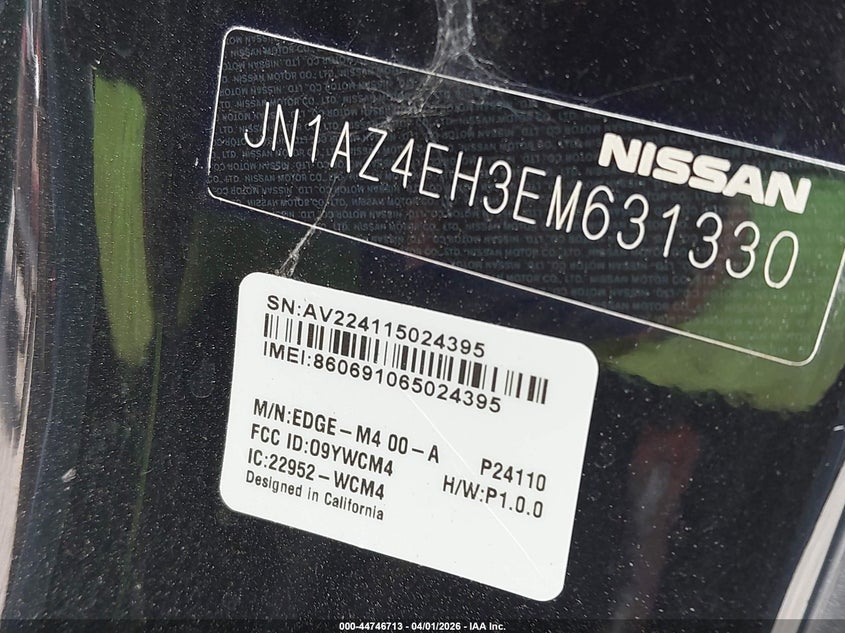 NISSAN
JN1AZ4EH3EM631330
SN:AV224115024395
IMEI:860691065024395
M/N:EDGE-M4 00-A
P24110
FCC ID:09YWCM4
H/W:P1.0.0
IC:22952-WCM4
Designed in California
000-44746713 - 04/01/2026 - IAA Inc.